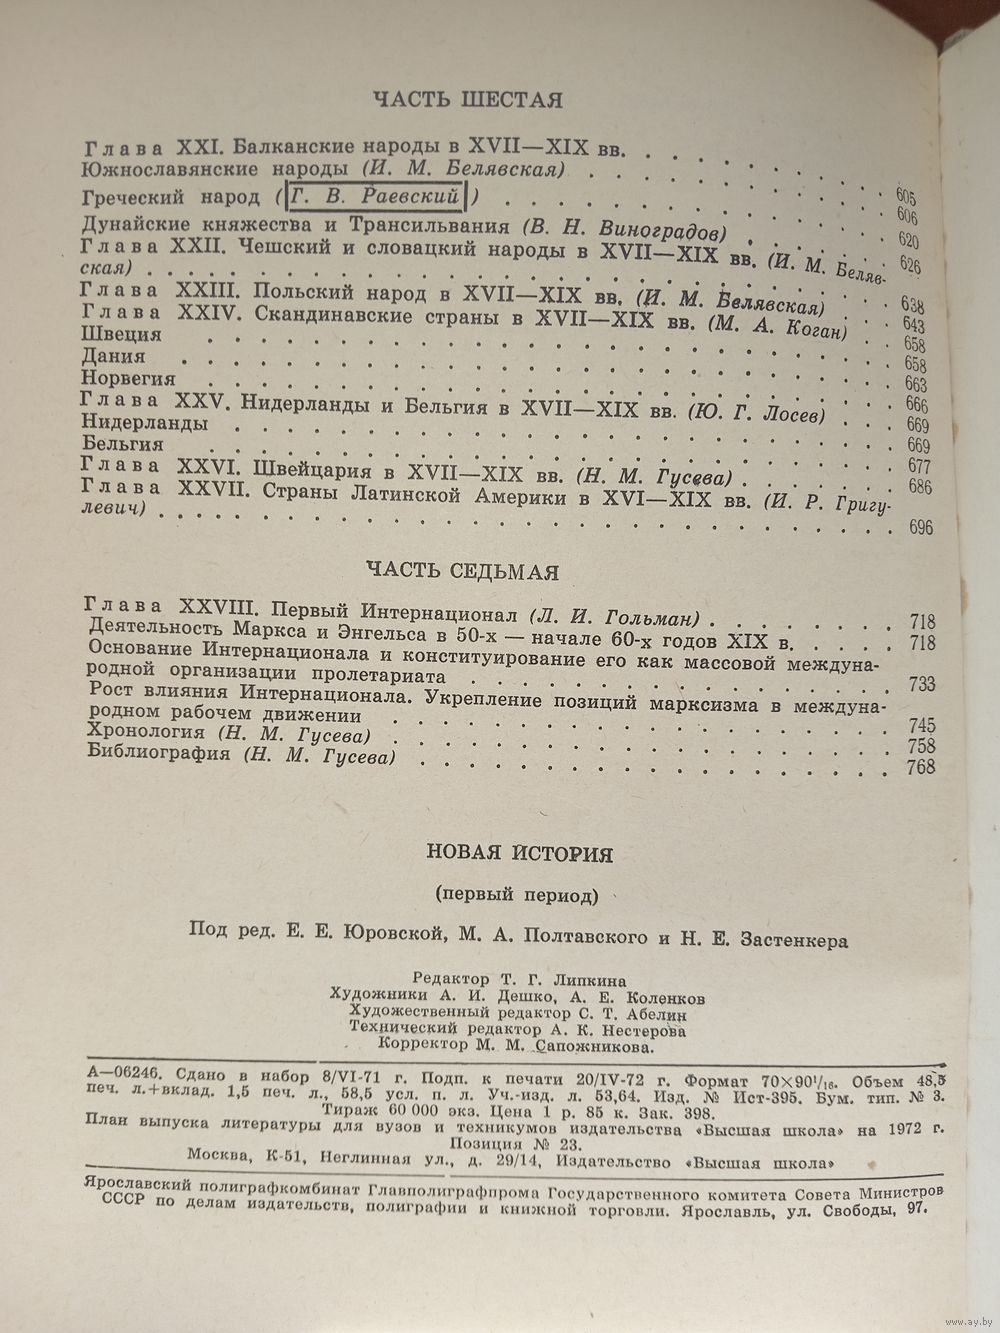 ЧАСТЬ ШЕСТАЯ
Глава XXI. Балканские народы в XVII—XIX вв. . . . . . . . . . . 605
Южнославянские народы (И. М. Белявская) . . . . . . . . . . . . 606
Греческий народ (Г. В. Раевский) . . . . . . . . . . . . . . . 620
Дунайские княжества и Трансильвания (В. Н. Виноградов) . . . . . . 626
Глава XXII. Чешский и словацкий народы в XVII—XIX вв. (И. М. Беляв-
ская) . . . . . . . . . . . . . . . . . . . . . . . . . . . . 638
Глава XXIII. Польский народ в XVII—XIX вв. (И. М. Белявская) . . . 643
Глава XXIV. Скандинавские страны в XVII—XIX вв. (М. А. Коган) . . 658
Швеция . . . . . . . . . . . . . . . . . . . . . . . . . . . 658
Дания . . . . . . . . . . . . . . . . . . . . . . . . . . . . 663
Норвегия . . . . . . . . . . . . . . . . . . . . . . . . . . 666
Глава XXV. Нидерланды и Бельгия в XVII—XIX вв. (Ю. Г. Лосев) . . . 669
Нидерланды . . . . . . . . . . . . . . . . . . . . . . . . . 669
Бельгия . . . . . . . . . . . . . . . . . . . . . . . . . . . 677
Глава XXVI. Швейцария в XVII—XIX вв. (Н. М. Гусева) . . . . . . . 686
Глава XXVII. Страны Латинской Америки в XVI—XIX вв. (И. Р. Григу-
левич) . . . . . . . . . . . . . . . . . . . . . . . . . . . 696
ЧАСТЬ СЕДЬМАЯ
Глава XXVIII. Первый Интернационал (Л. И. Гольман) . . . . . . . . 718
Деятельность Маркса и Энгельса в 50-х — начале 60-х годов XIX в. . . . . . 718
Основание Интернационала и конституирование его как массовой междуна-
родной организации пролетариата . . . . . . . . . . . . . . . . 733
Рост влияния Интернационала. Укрепление позиций марксизма в междуна-
родном рабочем движении . . . . . . . . . . . . . . . . . . . 745
Хронология (Н. М. Гусева) . . . . . . . . . . . . . . . . . . . 758
Библиография (Н. М. Гусева) . . . . . . . . . . . . . . . . . . 768
НОВАЯ ИСТОРИЯ
(первый период)
Под ред. Е. Е. Юровской, М. А. Полтавского и Н. Е. Застенкера
Редактор Т. Г. Липкина
Художники А. И. Дешко, А. Е. Коленков
Художественный редактор С. Т. Абелин
Технический редактор А. К. Нестерова
Корректор М. М. Сапожникова.
А—06246. Сдано в набор 8/VI-71 г. Подп. к печати 20/IV-72 г. Формат 70×90¹/₁₆. Объем 48,5
печ. л.+вклад. 1,5 печ. л., 58,5 усл. п. л. Уч.-изд. л. 53,64. Изд. № Ист-395. Бум. тип. № 3.
Тираж 60 000 экз. Цена 1 р. 85 к. Зак. 398.
План выпуска литературы для вузов и техникумов издательства «Высшая школа» на 1972 г.
Позиция № 23.
Москва, К-51, Неглинная ул., д. 29/14, Издательство «Высшая школа»
Ярославский полиграфкомбинат Главполиграфпрома Государственного комитета Совета Министров
СССР по делам издательств, полиграфии и книжной торговли. Ярославль, ул. Свободы, 97.
www.ay.by